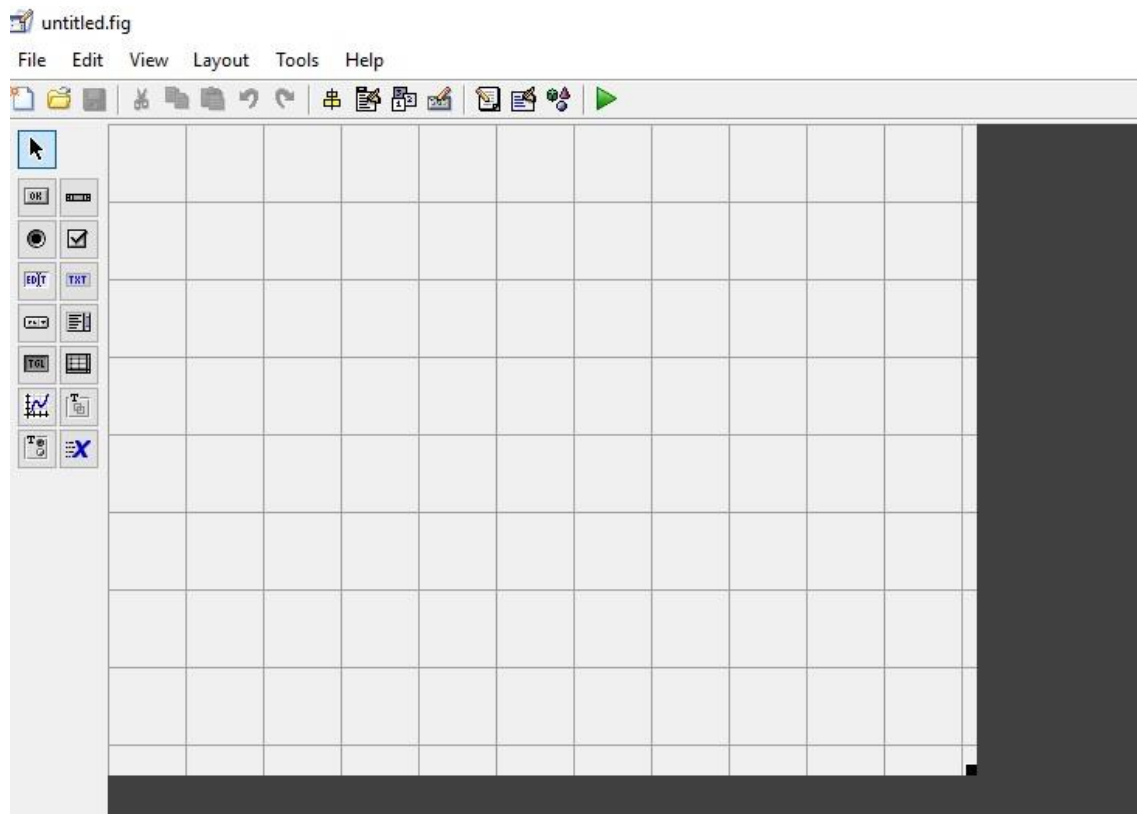 untitled.fig
File Edit View Layout Tools Help
OK
EDIT TXT
TGL
T
T
X